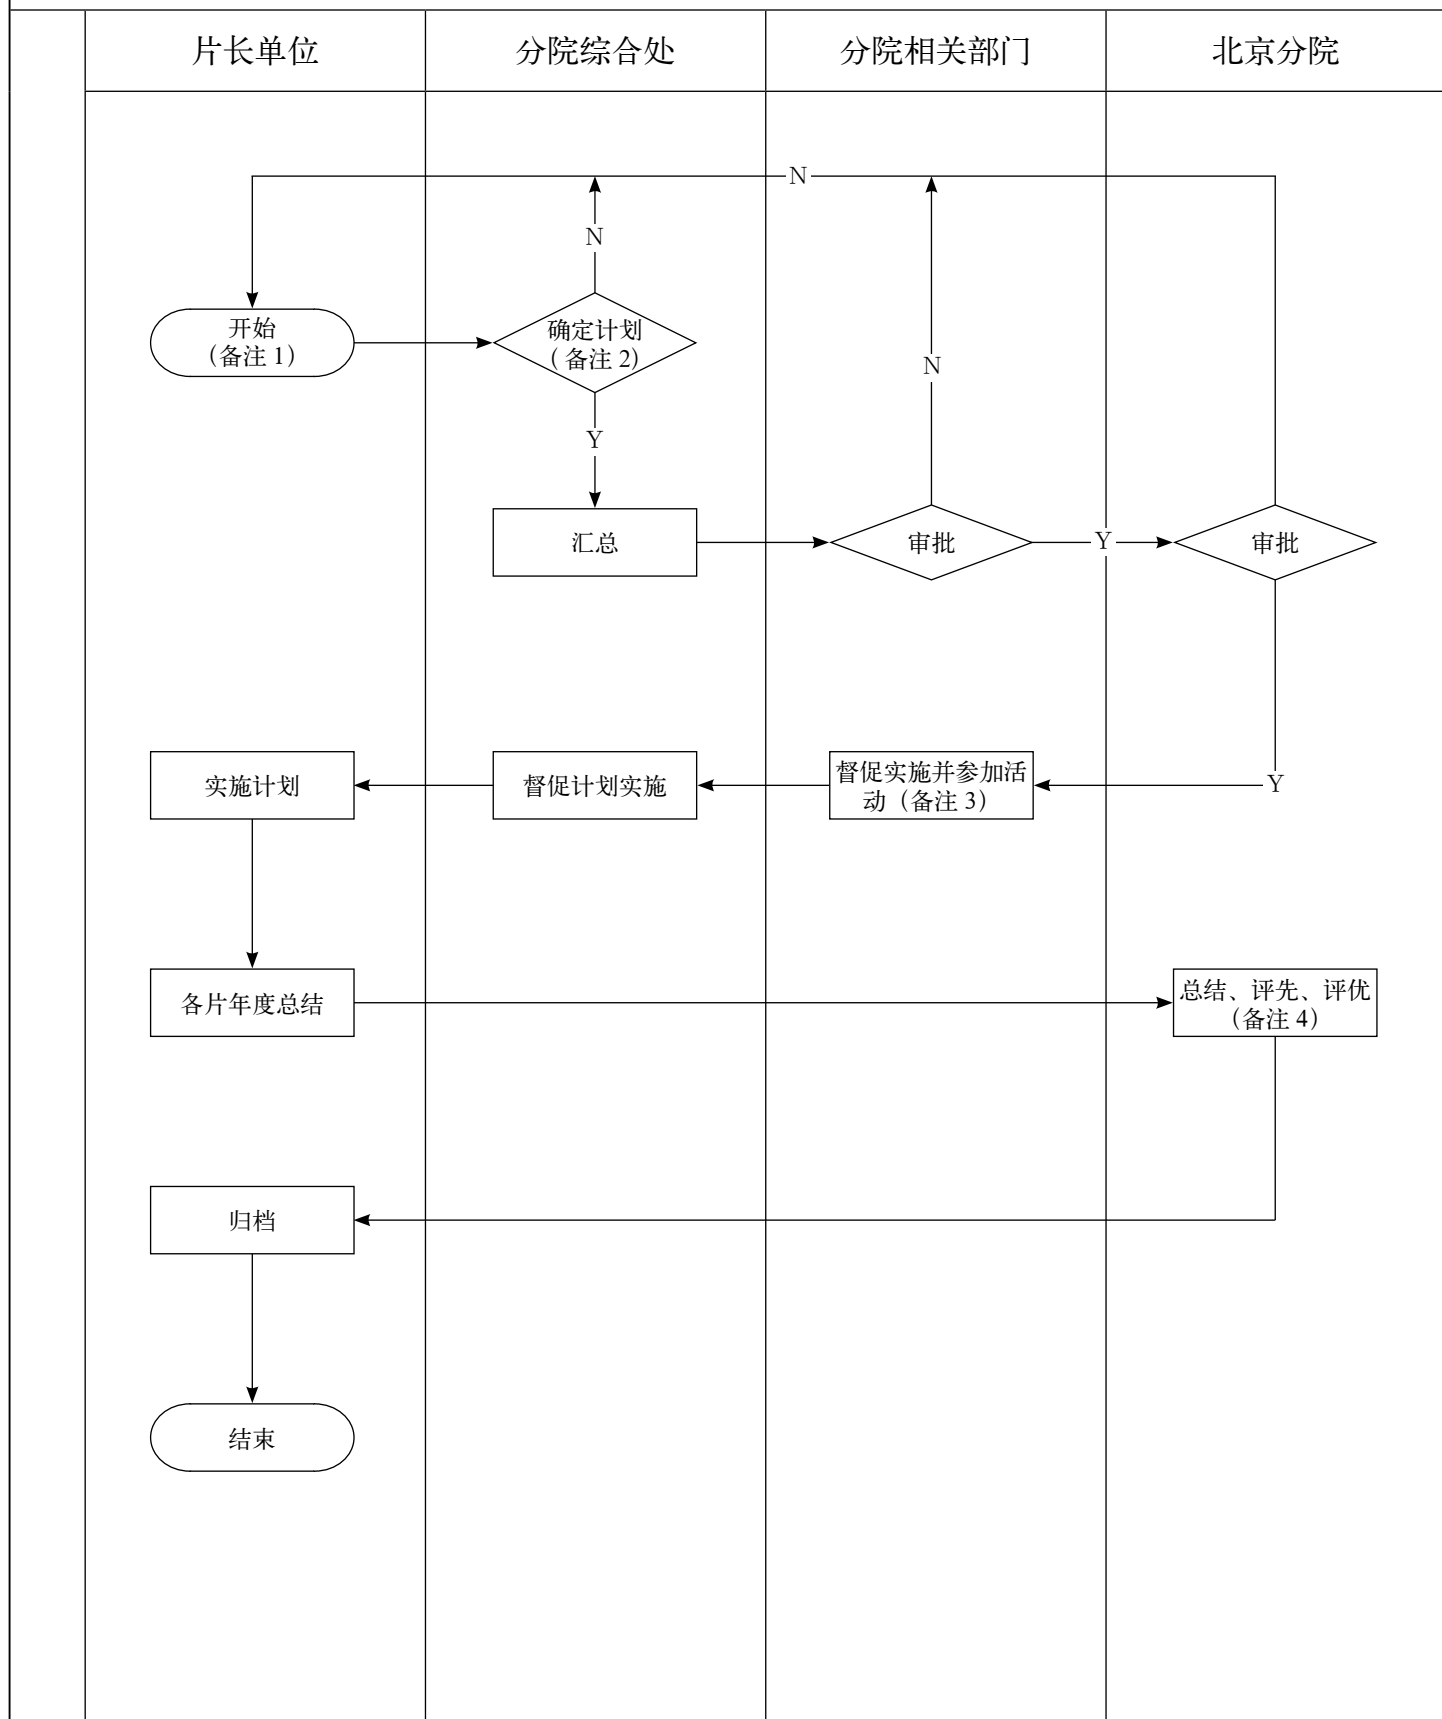 片长单位
分院综合处
分院相关部门
北京分院
N
N
N
开始
（备注 1）
确定计划
（备注 2）
Y
汇总
审批
Y
审批
实施计划
督促计划实施
督促实施并参加活
动（备注 3）
Y
各片年度总结
总结、评先、评优
（备注 4）
归档
结束